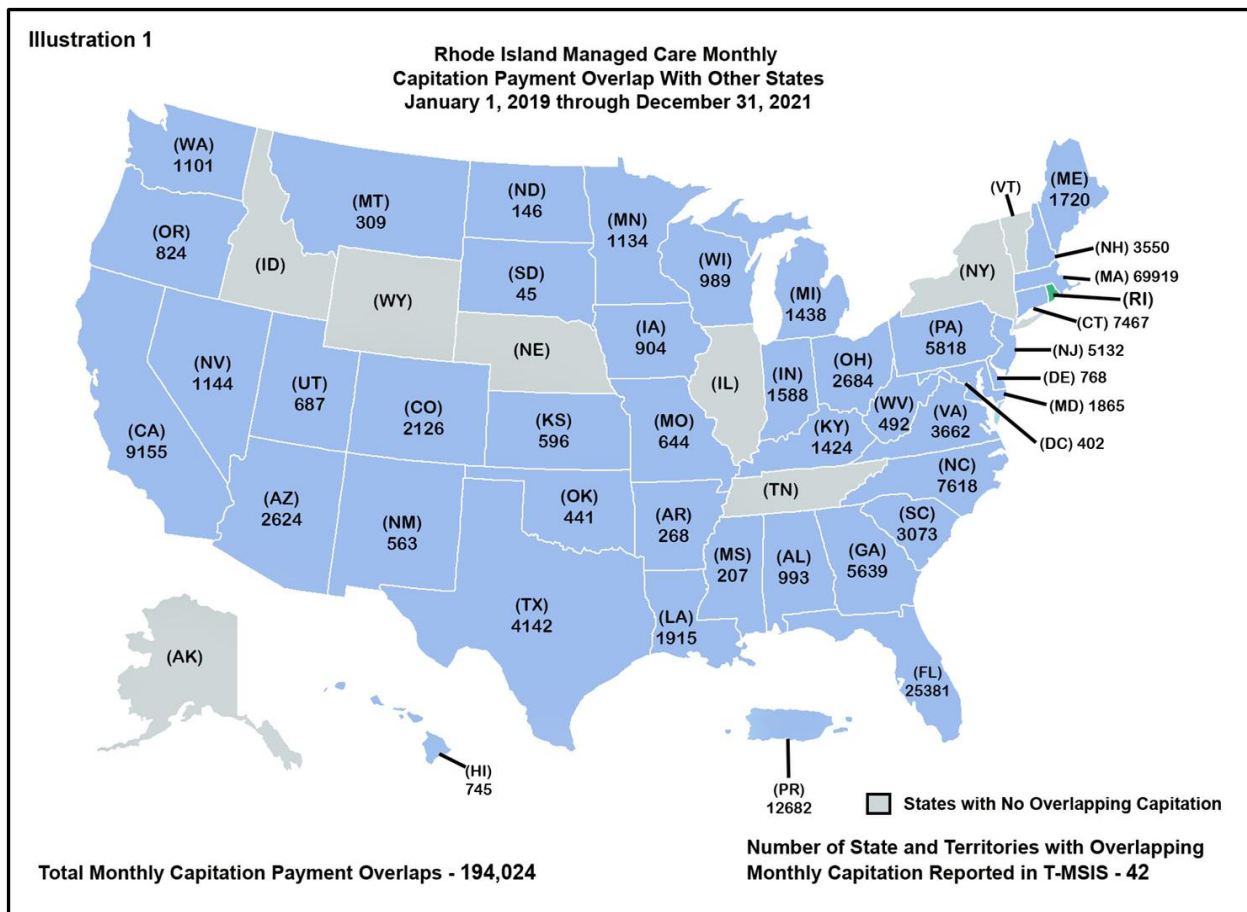 Illustration 1
Rhode Island Managed Care Monthly
Capitation Payment Overlap With Other States
January 1, 2019 through December 31, 2021
(WA)
1101
(OR)
824
(CA)
9155
(ID)
(NV)
1144
(MT)
309
(WY)
(UT)
687
(AZ)
2624
(CO)
2126
(NM)
563
(ND)
146
(SD)
45
(NE)
(KS)
596
(OK)
441
(TX)
4142
(MN)
1134
(IA)
904
(MO)
644
(AR)
268
(LA)
1915
(WI)
989
(IL)
(MI)
1438
(IN)
1588
(OH)
2684
(KY)
1424
(TN)
(MS)
207
(AL)
993
(GA)
5639
(FL)
25381
(SC)
3073
(NC)
7618
(VA)
3662
(WV)
492
(PA)
5818
(NY)
(VT)
(ME)
1720
(NH) 3550
(MA) 69919
(RI)
(CT) 7467
(NJ) 5132
(DE) 768
(MD) 1865
(DC) 402
(AK)
(HI)
745
(PR)
12682
States with No Overlapping Capitation
Total Monthly Capitation Payment Overlaps - 194,024
Number of State and Territories with Overlapping
Monthly Capitation Reported in T-MSIS - 42